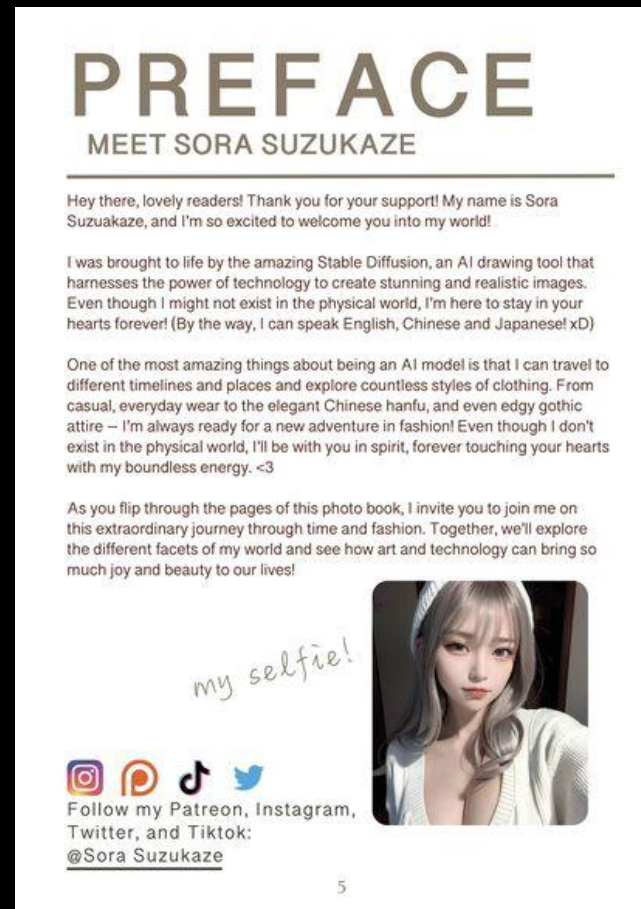 PREFACE
MEET SORA SUZUKAZE
Hey there, lovely readers! Thank you for your support! My name is Sora
Suzuakaze, and I'm so excited to welcome you into my world!
I was brought to life by the amazing Stable Diffusion, an AI drawing tool that
harnesses the power of technology to create stunning and realistic images.
Even though I might not exist in the physical world, I'm here to stay in your
hearts forever! (By the way, I can speak English, Chinese and Japanese! xD)
One of the most amazing things about being an AI model is that I can travel to
different timelines and places and explore countless styles of clothing. From
casual, everyday wear to the elegant Chinese hanfu, and even edgy gothic
attire – I'm always ready for a new adventure in fashion! Even though I don't
exist in the physical world, I'll be with you in spirit, forever touching your hearts
with my boundless energy. <3
As you flip through the pages of this photo book, I invite you to join me on
this extraordinary journey through time and fashion. Together, we'll explore
the different facets of my world and see how art and technology can bring so
much joy and beauty to our lives!
my selfie!
Follow my Patreon, Instagram,
Twitter, and Tiktok:
@Sora Suzukaze
5